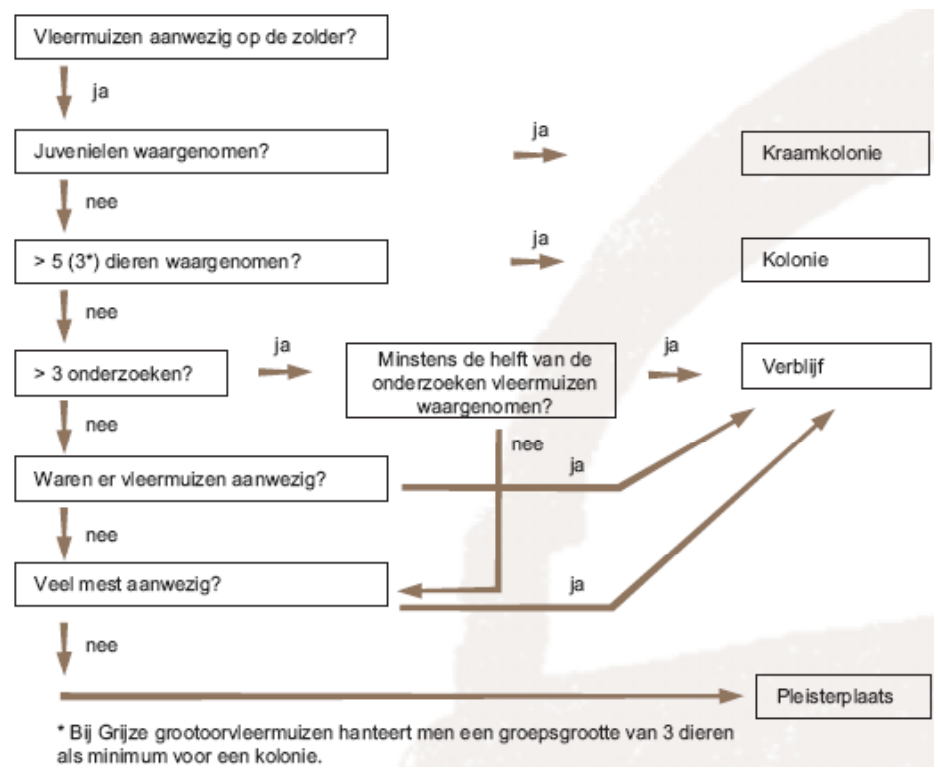 Vleermuizen aanwezig op de zolder?
ja
Juvenielen waargenomen?
ja
Kraamkolonie
nee
> 5 (3*) dieren waargenomen?
ja
Kolonie
nee
> 3 onderzoeken?
ja
Minstens de helft van de
onderzoeken vleermuizen
waargenomen?
ja
Verblijf
nee
nee
Waren er vleermuizen aanwezig?
ja
nee
Veel mest aanwezig?
ja
nee
Pleisterplaats
* Bij Grijze grootoorvleermuizen hanteert men een groepsgrootte van 3 dieren
als minimum voor een kolonie.